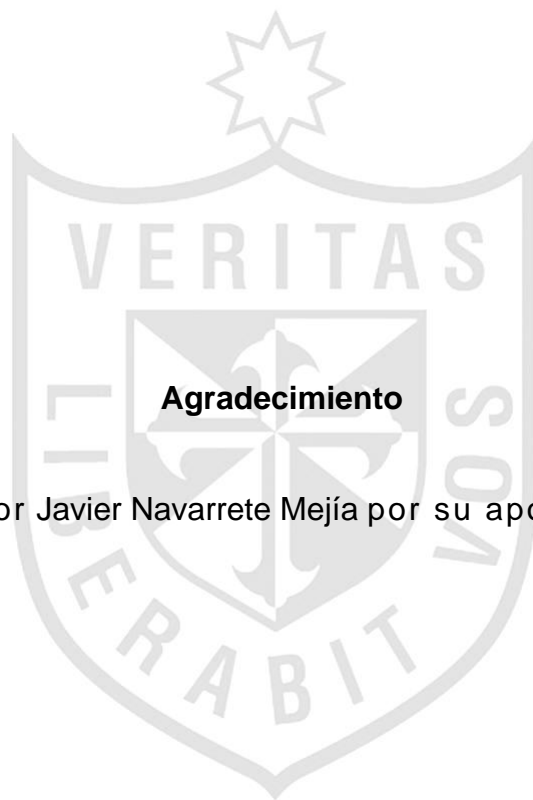 VERITAS
LIBERABIT
VOS
Agradecimiento
or Javier Navarrete Mejía por su apo